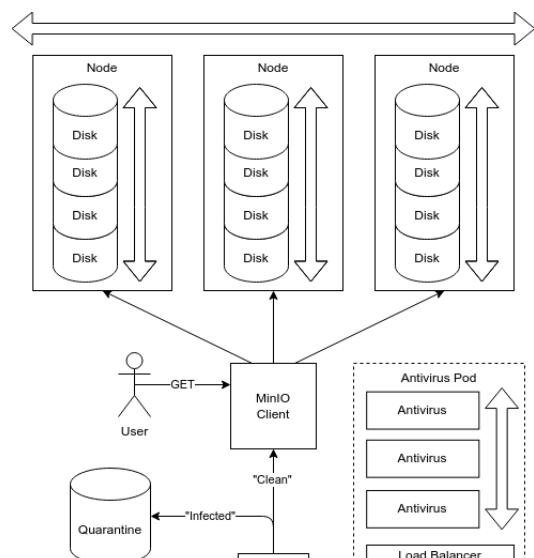 Node
Node
Node
Disk
Disk
Disk
Disk
Disk
Disk
Disk
Disk
Disk
Disk
Disk
Disk
GET
User
MinIO
Client
Antivirus Pod
Antivirus
Antivirus
Antivirus
Load Balancer
"Clean"
"Infected"
Quarantine